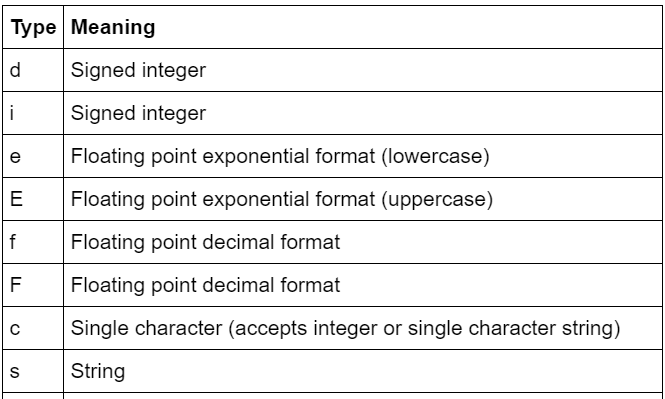 Type Meaning
d Signed integer
i Signed integer
e Floating point exponential format (lowercase)
E Floating point exponential format (uppercase)
f Floating point decimal format
F Floating point decimal format
c Single character (accepts integer or single character string)
s String